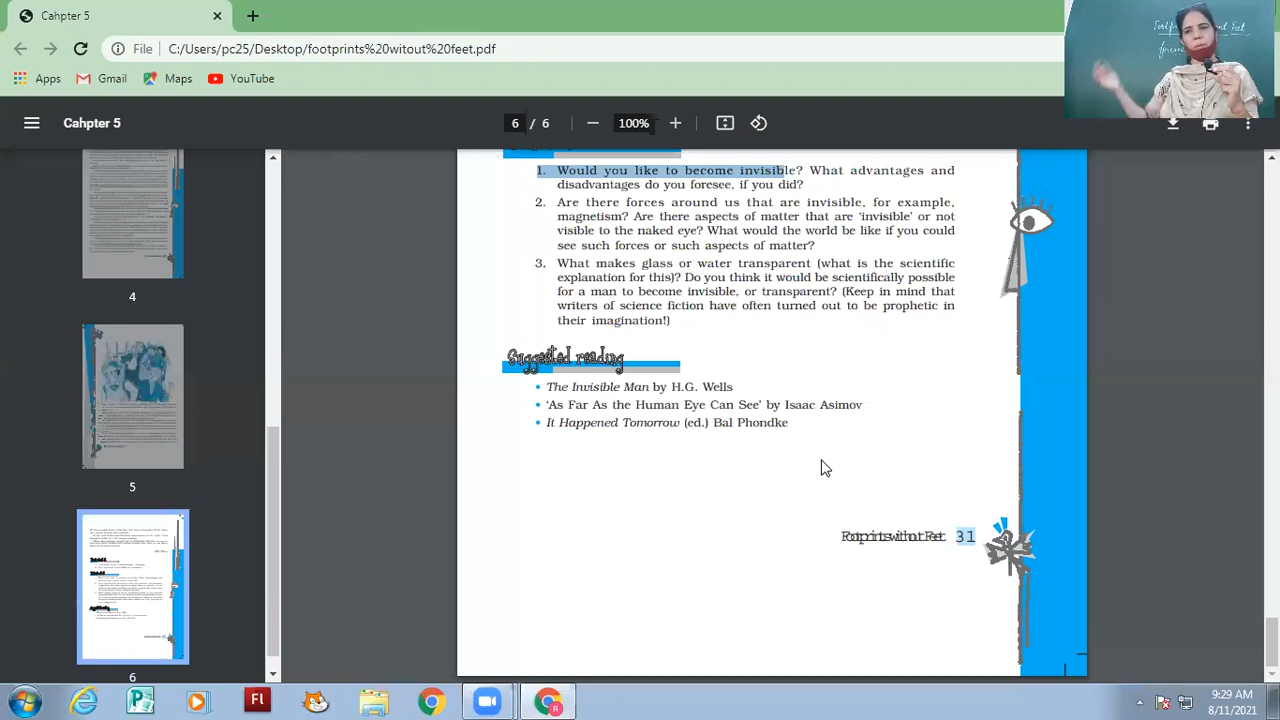 Cahpter 5
File
C:/Users/pc25/Desktop/footprints%20witout%20feet.pdf
Apps
Gmail
Maps
YouTube
Cahpter 5
6 / 6
100%
4
5
6
1. Would you like to become invisible? What advantages and
disadvantages do you foresee, if you did?
2. Are there forces around us that are invisible, for example,
magnetism? Are there aspects of matter that are ‘invisible’ or not
visible to the naked eye? What would the world be like if you could
see such forces or such aspects of matter?
3. What makes glass or water transparent (what is the scientific
explanation for this)? Do you think it would be scientifically possible
for a man to become invisible, or transparent? (Keep in mind that
writers of science fiction have often turned out to be prophetic in
their imagination!)
Suggested reading
• The Invisible Man by H.G. Wells
• ‘As Far As the Human Eye Can See’ by Isaac Asimov
• It Happened Tomorrow (ed.) Bal Phondke
31
Fl
9:29 AM
8/11/2021